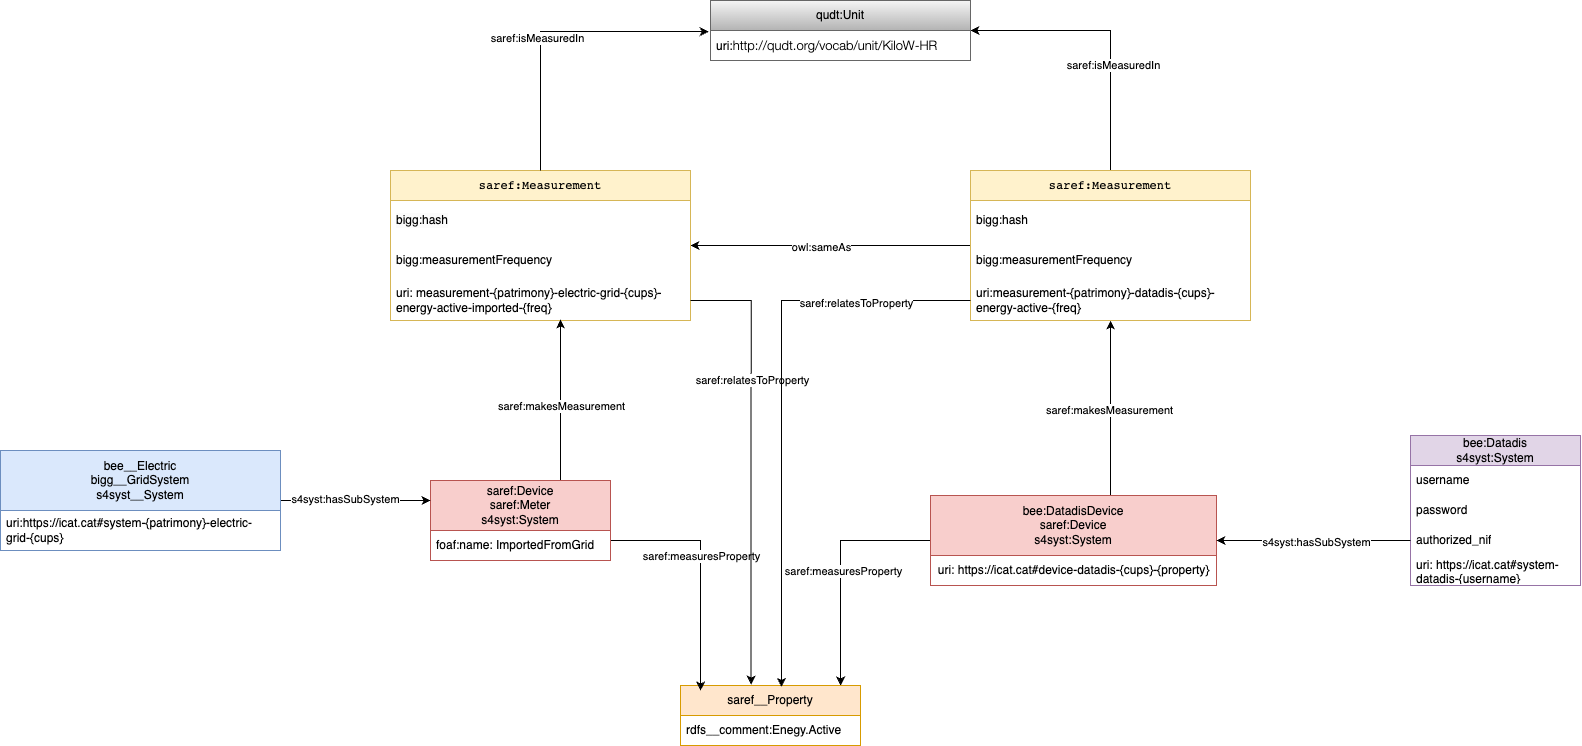 qudt:Unit
uri:http://qudt.org/vocab/unit/KiloW-HR
saref:isMeasuredIn
saref:isMeasuredIn
saref:Measurement
bigg:hash
bigg:measurementFrequency
uri: measurement-{patrimony}-electric-grid-{cups}-
energy-active-imported-{freq}
saref:Measurement
bigg:hash
bigg:measurementFrequency
uri:measurement-{patrimony}-datadis-{cups}-
energy-active-{freq}
owl:sameAs
saref:relatesToProperty
saref:relatesToProperty
saref:makesMeasurement
saref:makesMeasurement
bee__Electric
bigg__GridSystem
s4syst__System
uri:https://icat.cat#system-{patrimony}-electric-
grid-{cups}
s4syst:hasSubSystem
saref:Device
saref:Meter
s4syst:System
foaf:name: ImportedFromGrid
saref:measuresProperty
saref:measuresProperty
bee:DatadisDevice
saref:Device
s4syst:System
uri: https://icat.cat#device-datadis-{cups}-{property}
s4syst:hasSubSystem
bee:Datadis
s4syst:System
username
password
authorized_nif
uri: https://icat.cat#system-
datadis-{username}
saref__Property
rdfs__comment:Enegy.Active